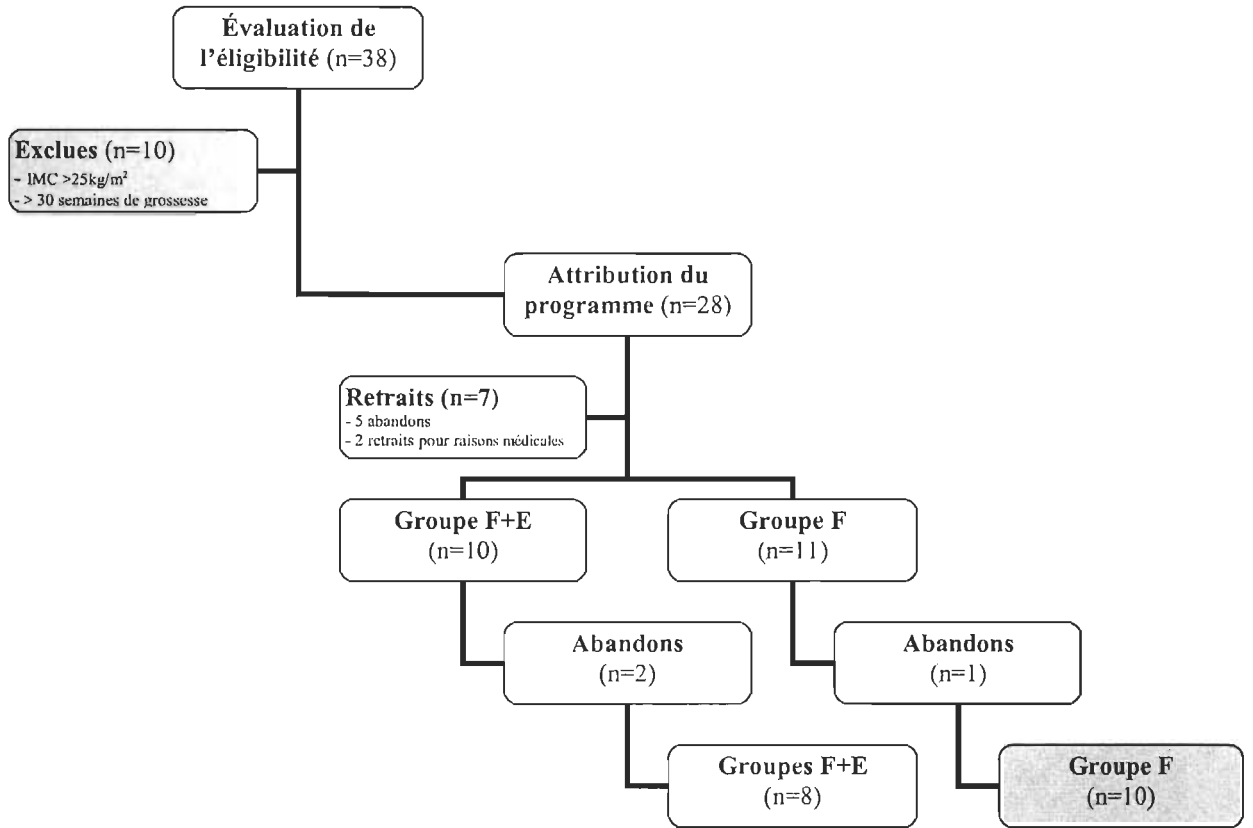 Évaluation de
l'éligibilité (n=38)
Exclues (n=10)
- IMC >25kg/m²
- > 30 semaines de grossesse
Attribution du
programme (n=28)
Retraits (n=7)
- 5 abandons
- 2 retraits pour raisons médicales
Groupe F+E
(n=10)
Groupe F
(n=11)
Abandons
(n=2)
Abandons
(n=1)
Groupes F+E
(n=8)
Groupe F
(n=10)